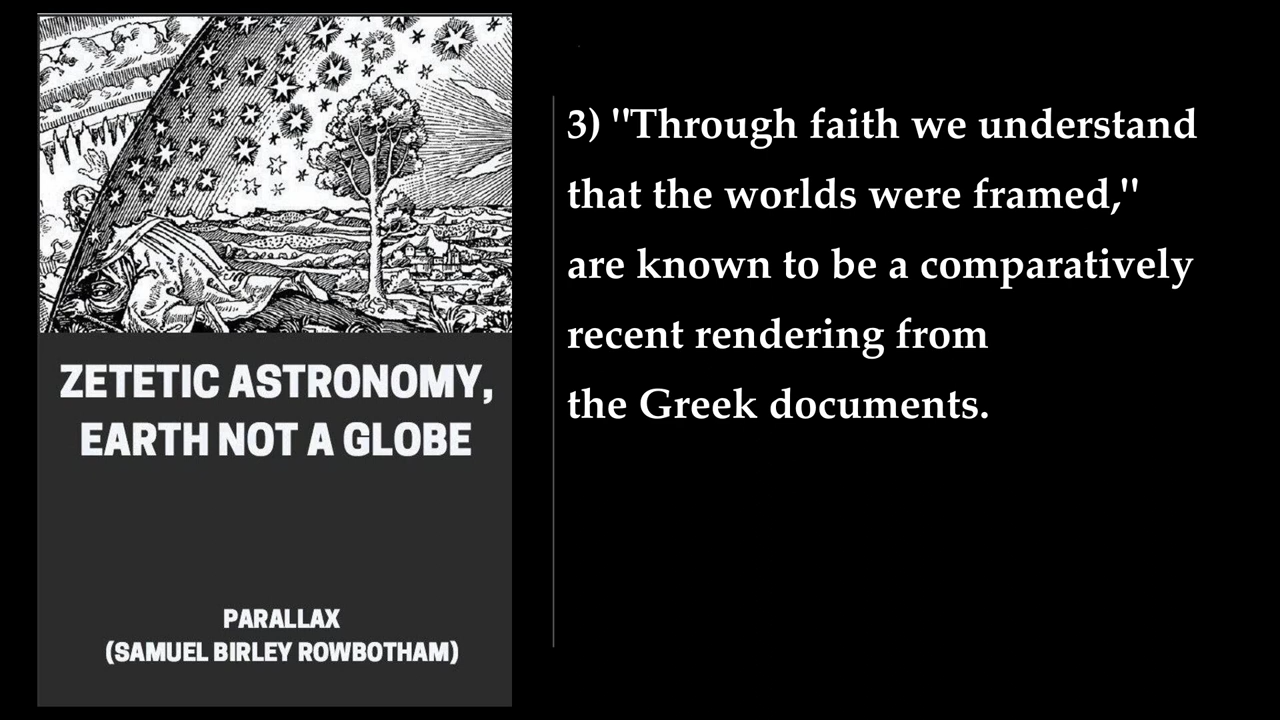 ZETETIC ASTRONOMY,
EARTH NOT A GLOBE
PARALLAX
(SAMUEL BIRLEY ROWBOTHAM)
3) "Through faith we understand
that the worlds were framed,"
are known to be a comparatively
recent rendering from
the Greek documents.